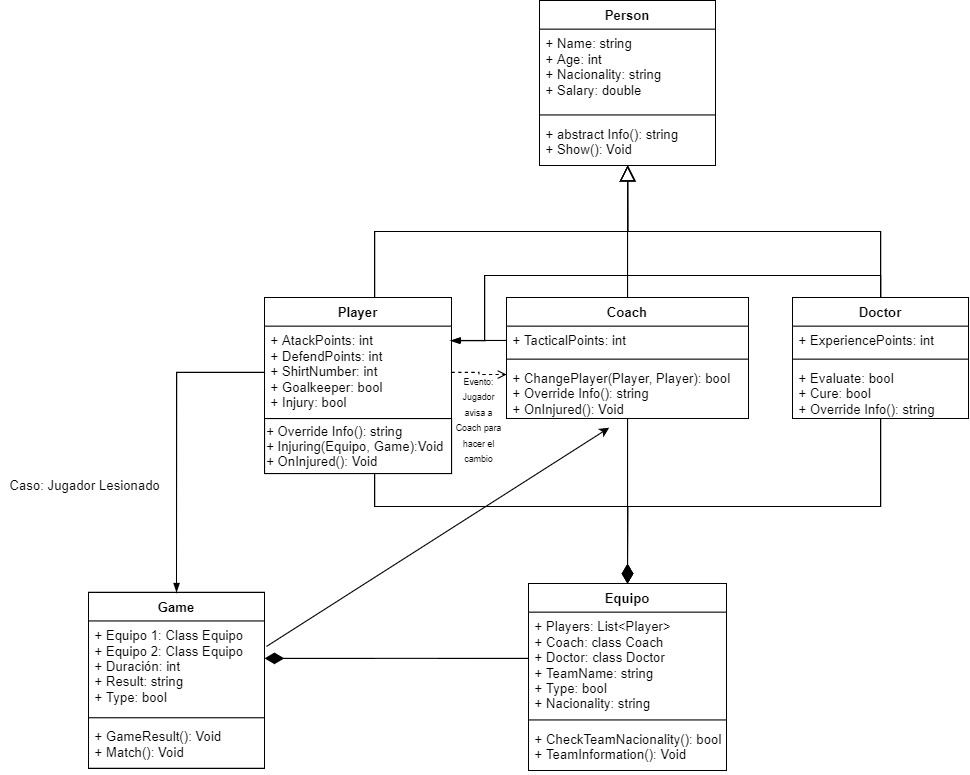 Person
+ Name: string
+ Age: int
+ Nacionality: string
+ Salary: double
+ abstract Info(): string
+ Show(): Void
Player
+ AtackPoints: int
+ DefendPoints: int
+ ShirtNumber: int
+ Goalkeeper: bool
+ Injury: bool
+ Override Info(): string
+ Injuring(Equipo, Game):Void
+ OnInjured(): Void
Evento:
Jugador
avisa a
Coach para
hacer el
cambio
Coach
+ TacticalPoints: int
+ ChangePlayer(Player, Player): bool
+ Override Info(): string
+ OnInjured(): Void
Doctor
+ ExperiencePoints: int
+ Evaluate: bool
+ Cure: bool
+ Override Info(): string
Caso: Jugador Lesionado
Game
+ Equipo 1: Class Equipo
+ Equipo 2: Class Equipo
+ Duración: int
+ Result: string
+ Type: bool
+ GameResult(): Void
+ Match(): Void
Equipo
+ Players: List<Player>
+ Coach: class Coach
+ Doctor: class Doctor
+ TeamName: string
+ Type: bool
+ Nacionality: string
+ CheckTeamNacionality(): bool
+ TeamInformation(): Void